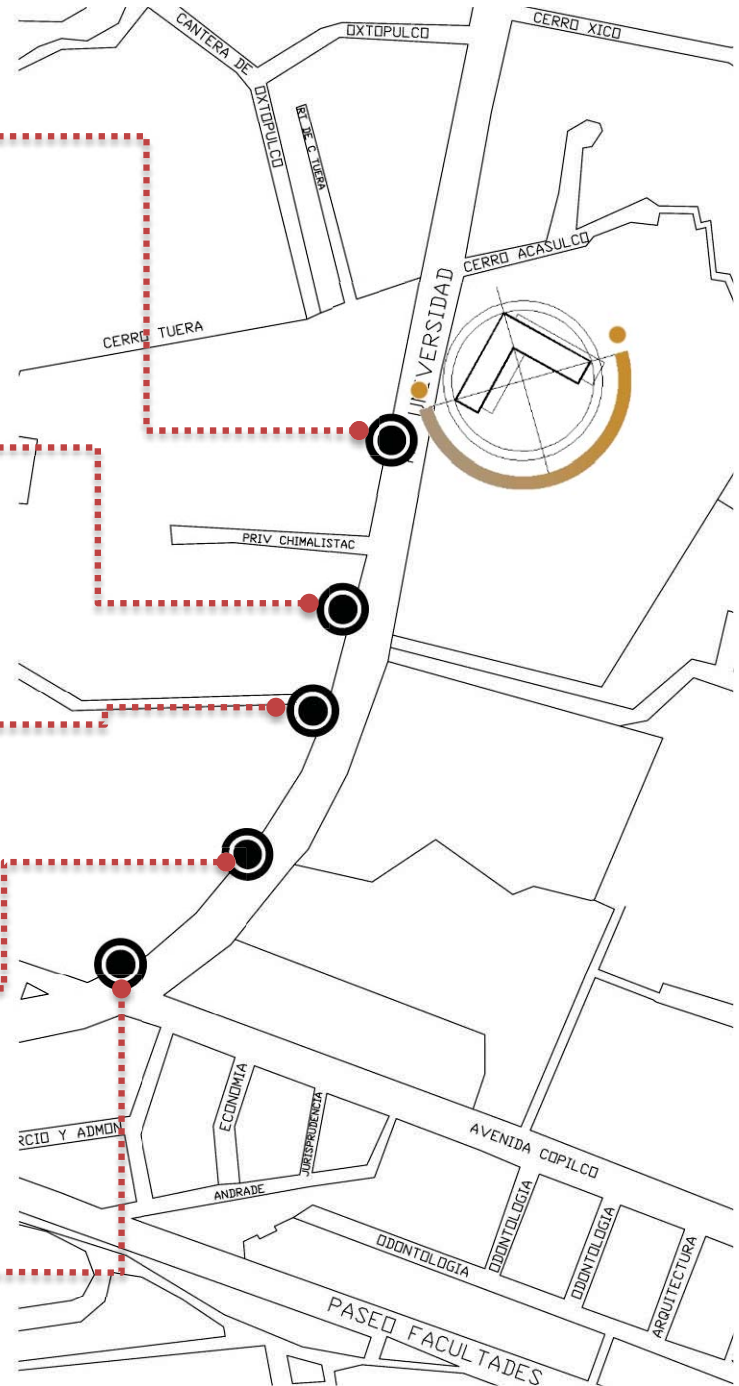 CANTERA DE
OXTOPULCO
OXTOPULCO
CERRO XICO
RT DE C TUERA
CERRO ACASULCO
CERRO TUERA
UNIVERSIDAD
PRIV CHIMALISTAC
ECONOMIA
JURISPRUDENCIA
RCIO Y ADMON
AVENIDA COPILCO
ANDRADE
ODONTOLOGIA
ODONTOLOGIA
ODONTOLOGIA
ARQUITECTURA
PASEO FACULTADES